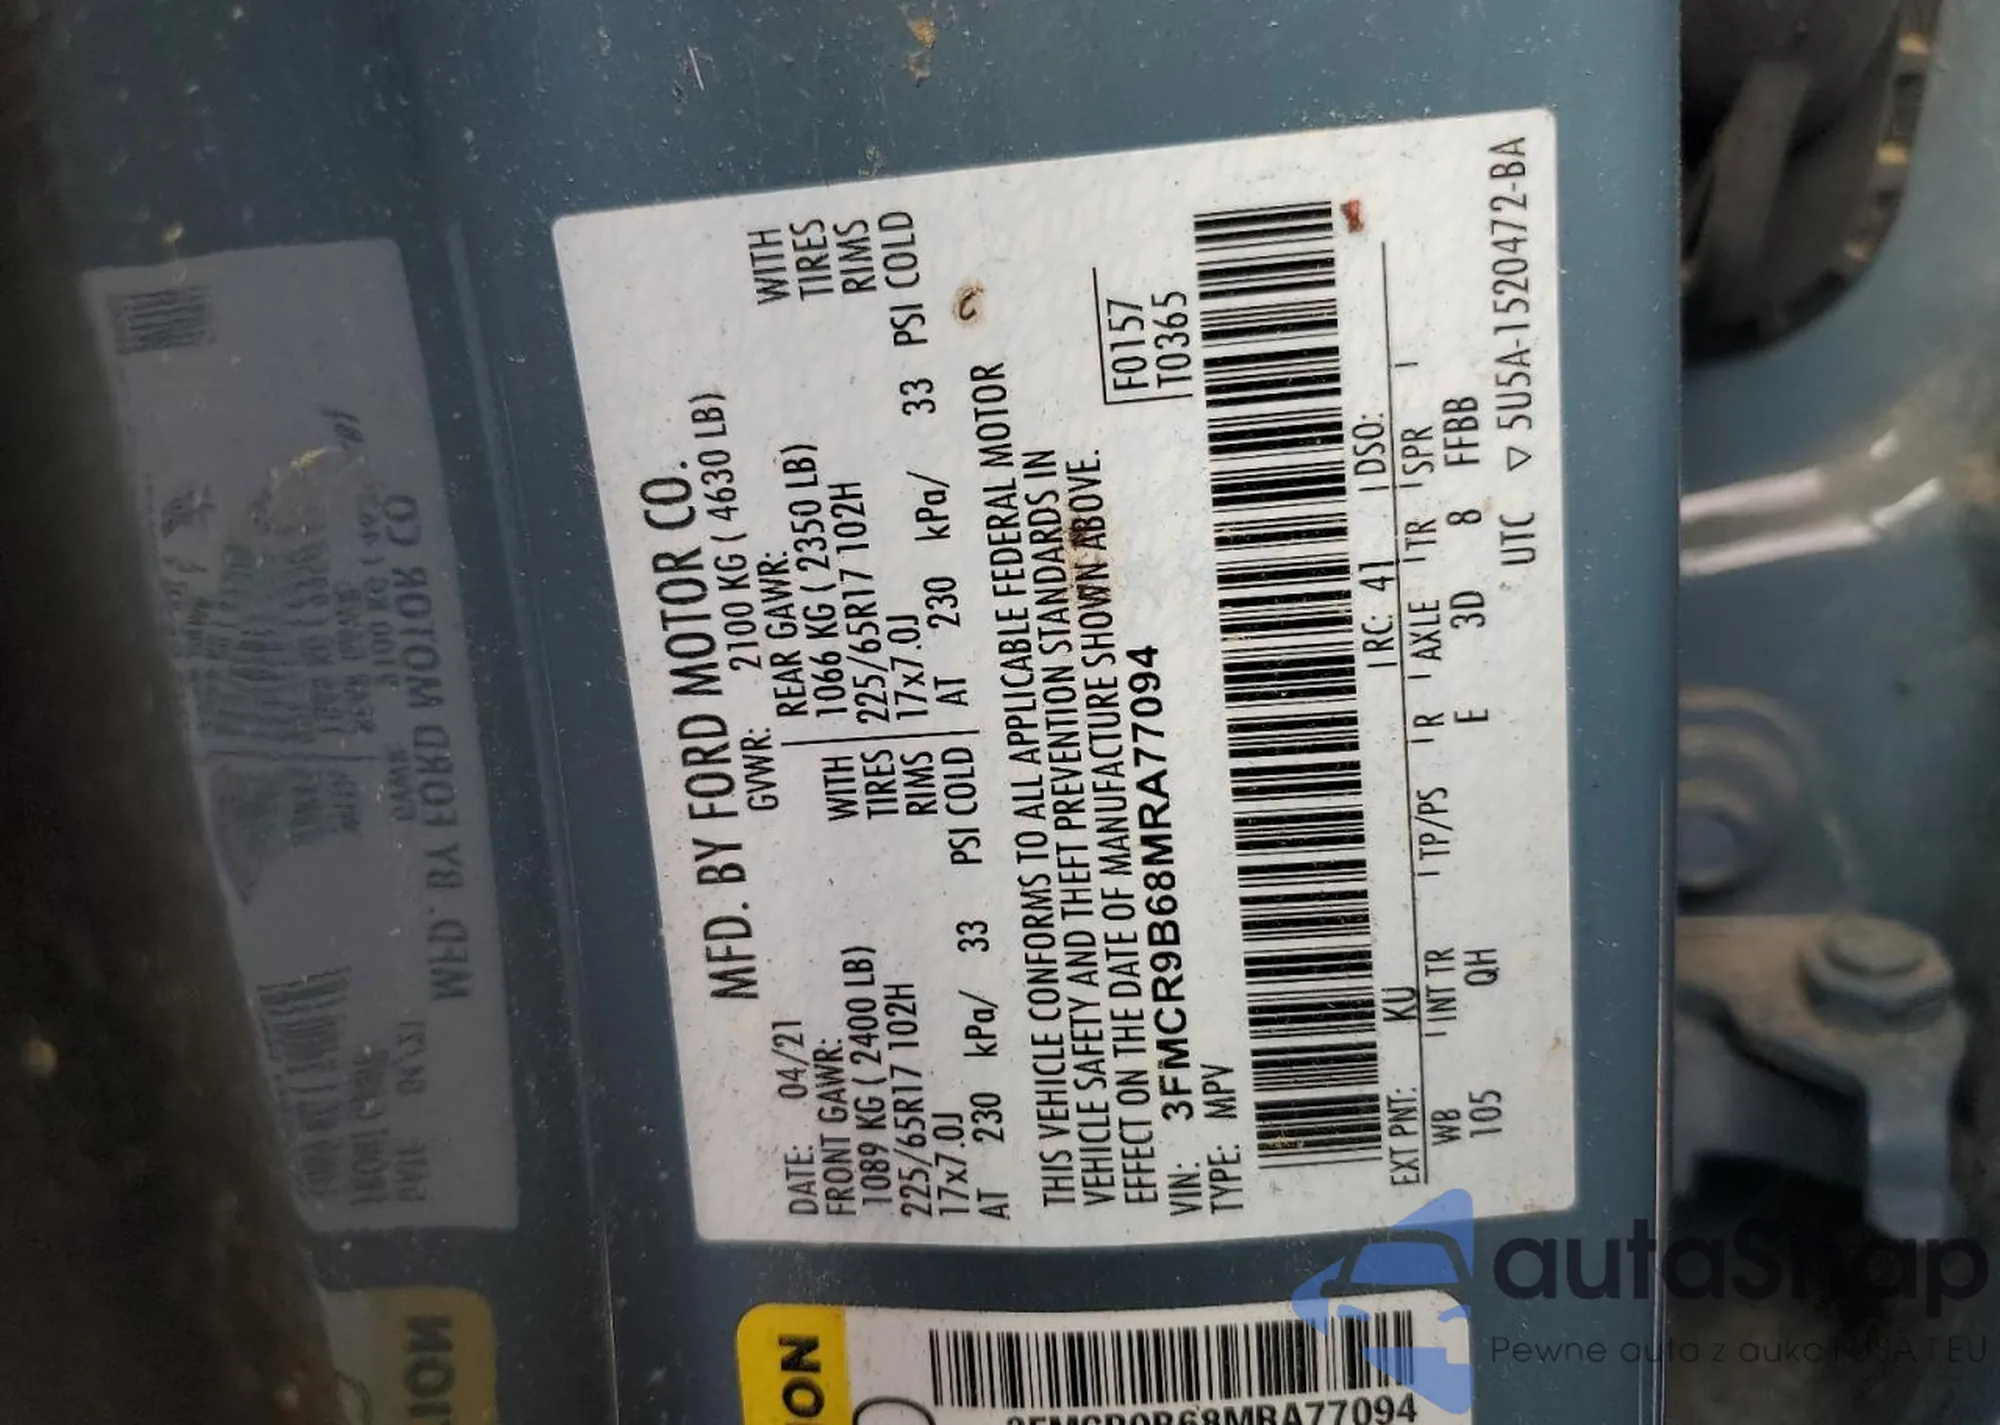 MFD. BY FORD MOTOR CO.
DATE: 04/21 GVWR: 2100 KG ( 4630 LB)
FRONT GAWR: REAR GAWR:
1089 KG ( 2400 LB) WITH 1066 KG ( 2350 LB) WITH
225/65R17 102H TIRES 225/65R17 102H TIRES
17x7.0J RIMS 17x7.0J RIMS
AT 230 kPa/ 33 PSI COLD AT 230 kPa/ 33 PSI COLD
THIS VEHICLE CONFORMS TO ALL APPLICABLE FEDERAL MOTOR
VEHICLE SAFETY AND THEFT PREVENTION STANDARDS IN
EFFECT ON THE DATE OF MANUFACTURE SHOWN ABOVE.
VIN: 3FMCR9B68MRA77094 F0157
TYPE: MPV T0365
EXT PNT: KU RC: 41 DSO:
WB INT TR TP/PS R AXLE TR SPR
105 QH E 3D 8 FFBB
UTC ▽ 5U5A-1520472-BA
ION
3FMCR9B68MRA77094
autaSnap
Pewne auta z aukcji USA i EU